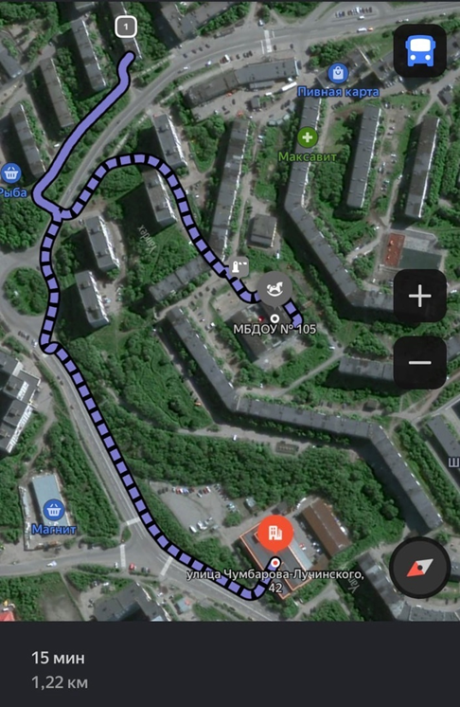 1
Пивная карта
Максавит
Рыба
МБДОУ № 105
Магнит
улица Чумбарова-Лучинского,
42
15 мин
1,22 км